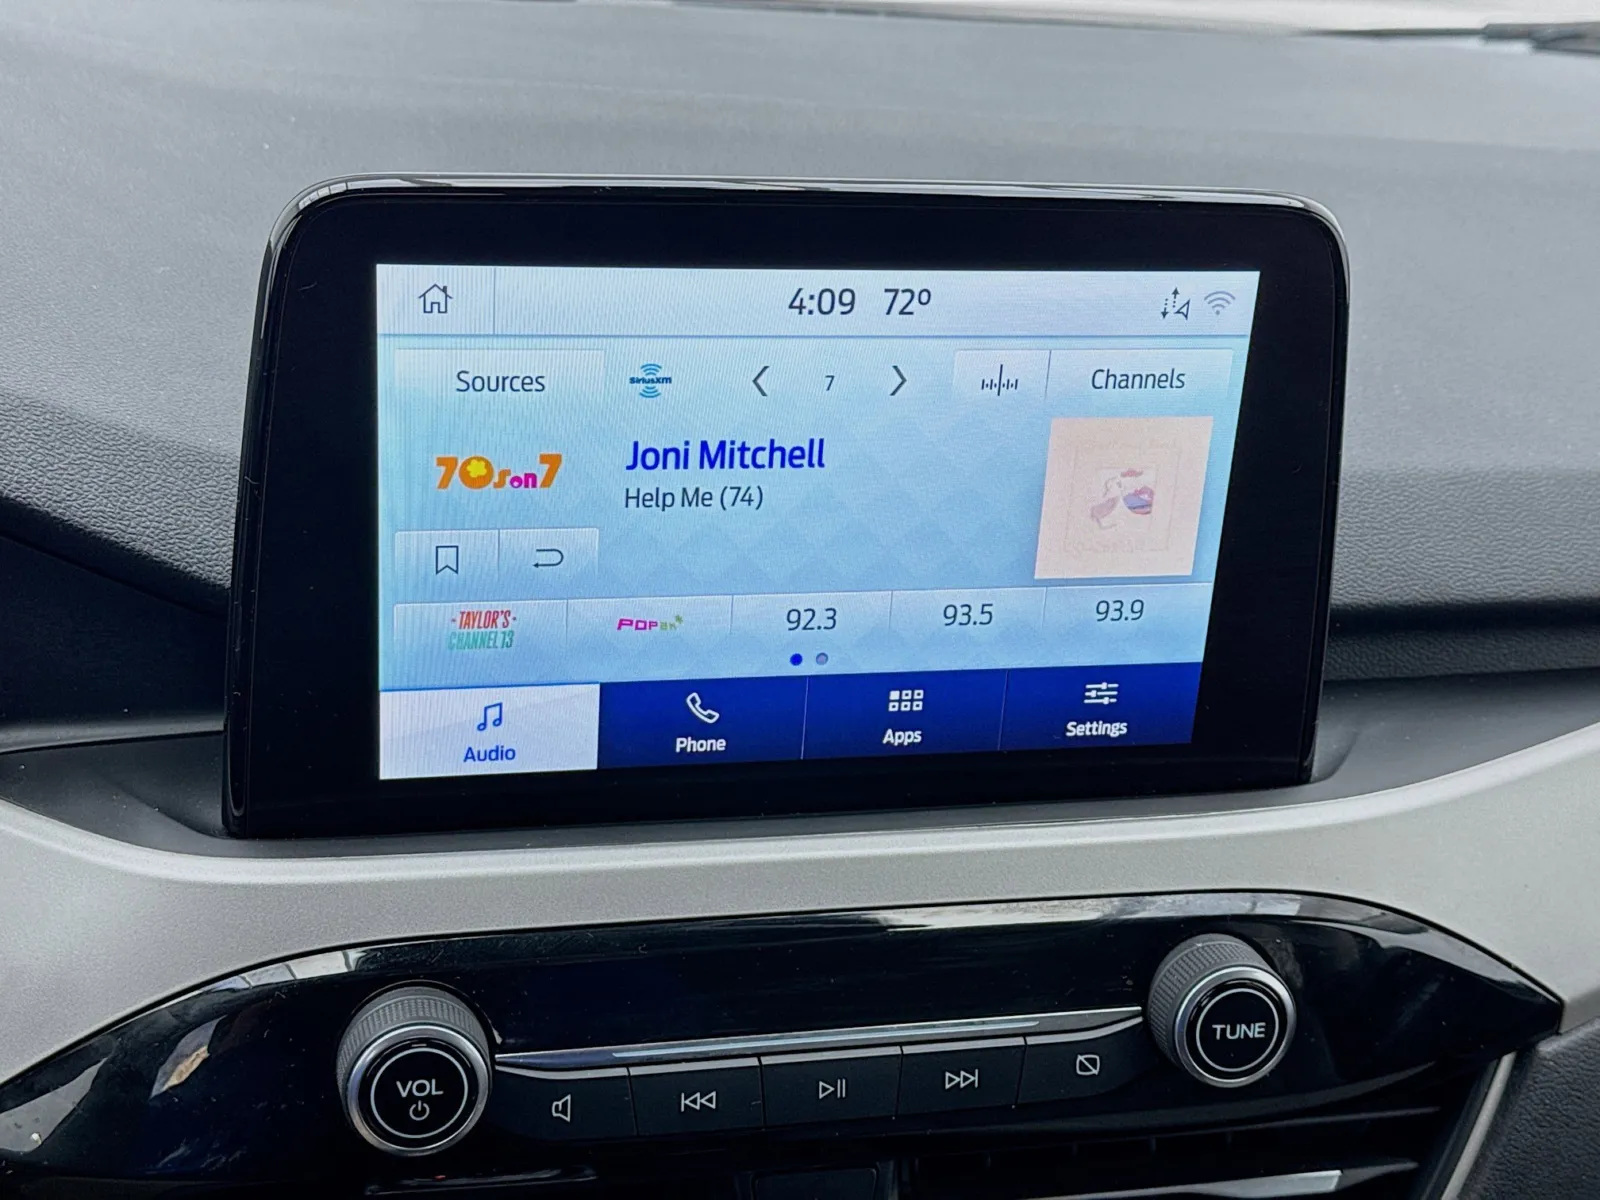 4:09 72°
Sources
SiriusXM
7
Channels
70s on 7
Joni Mitchell
Help Me (74)
TAYLOR'S
CHANNEL 13
POP2K
92.3
93.5
93.9
Audio
Phone
Apps
Settings
VOL
TUNE